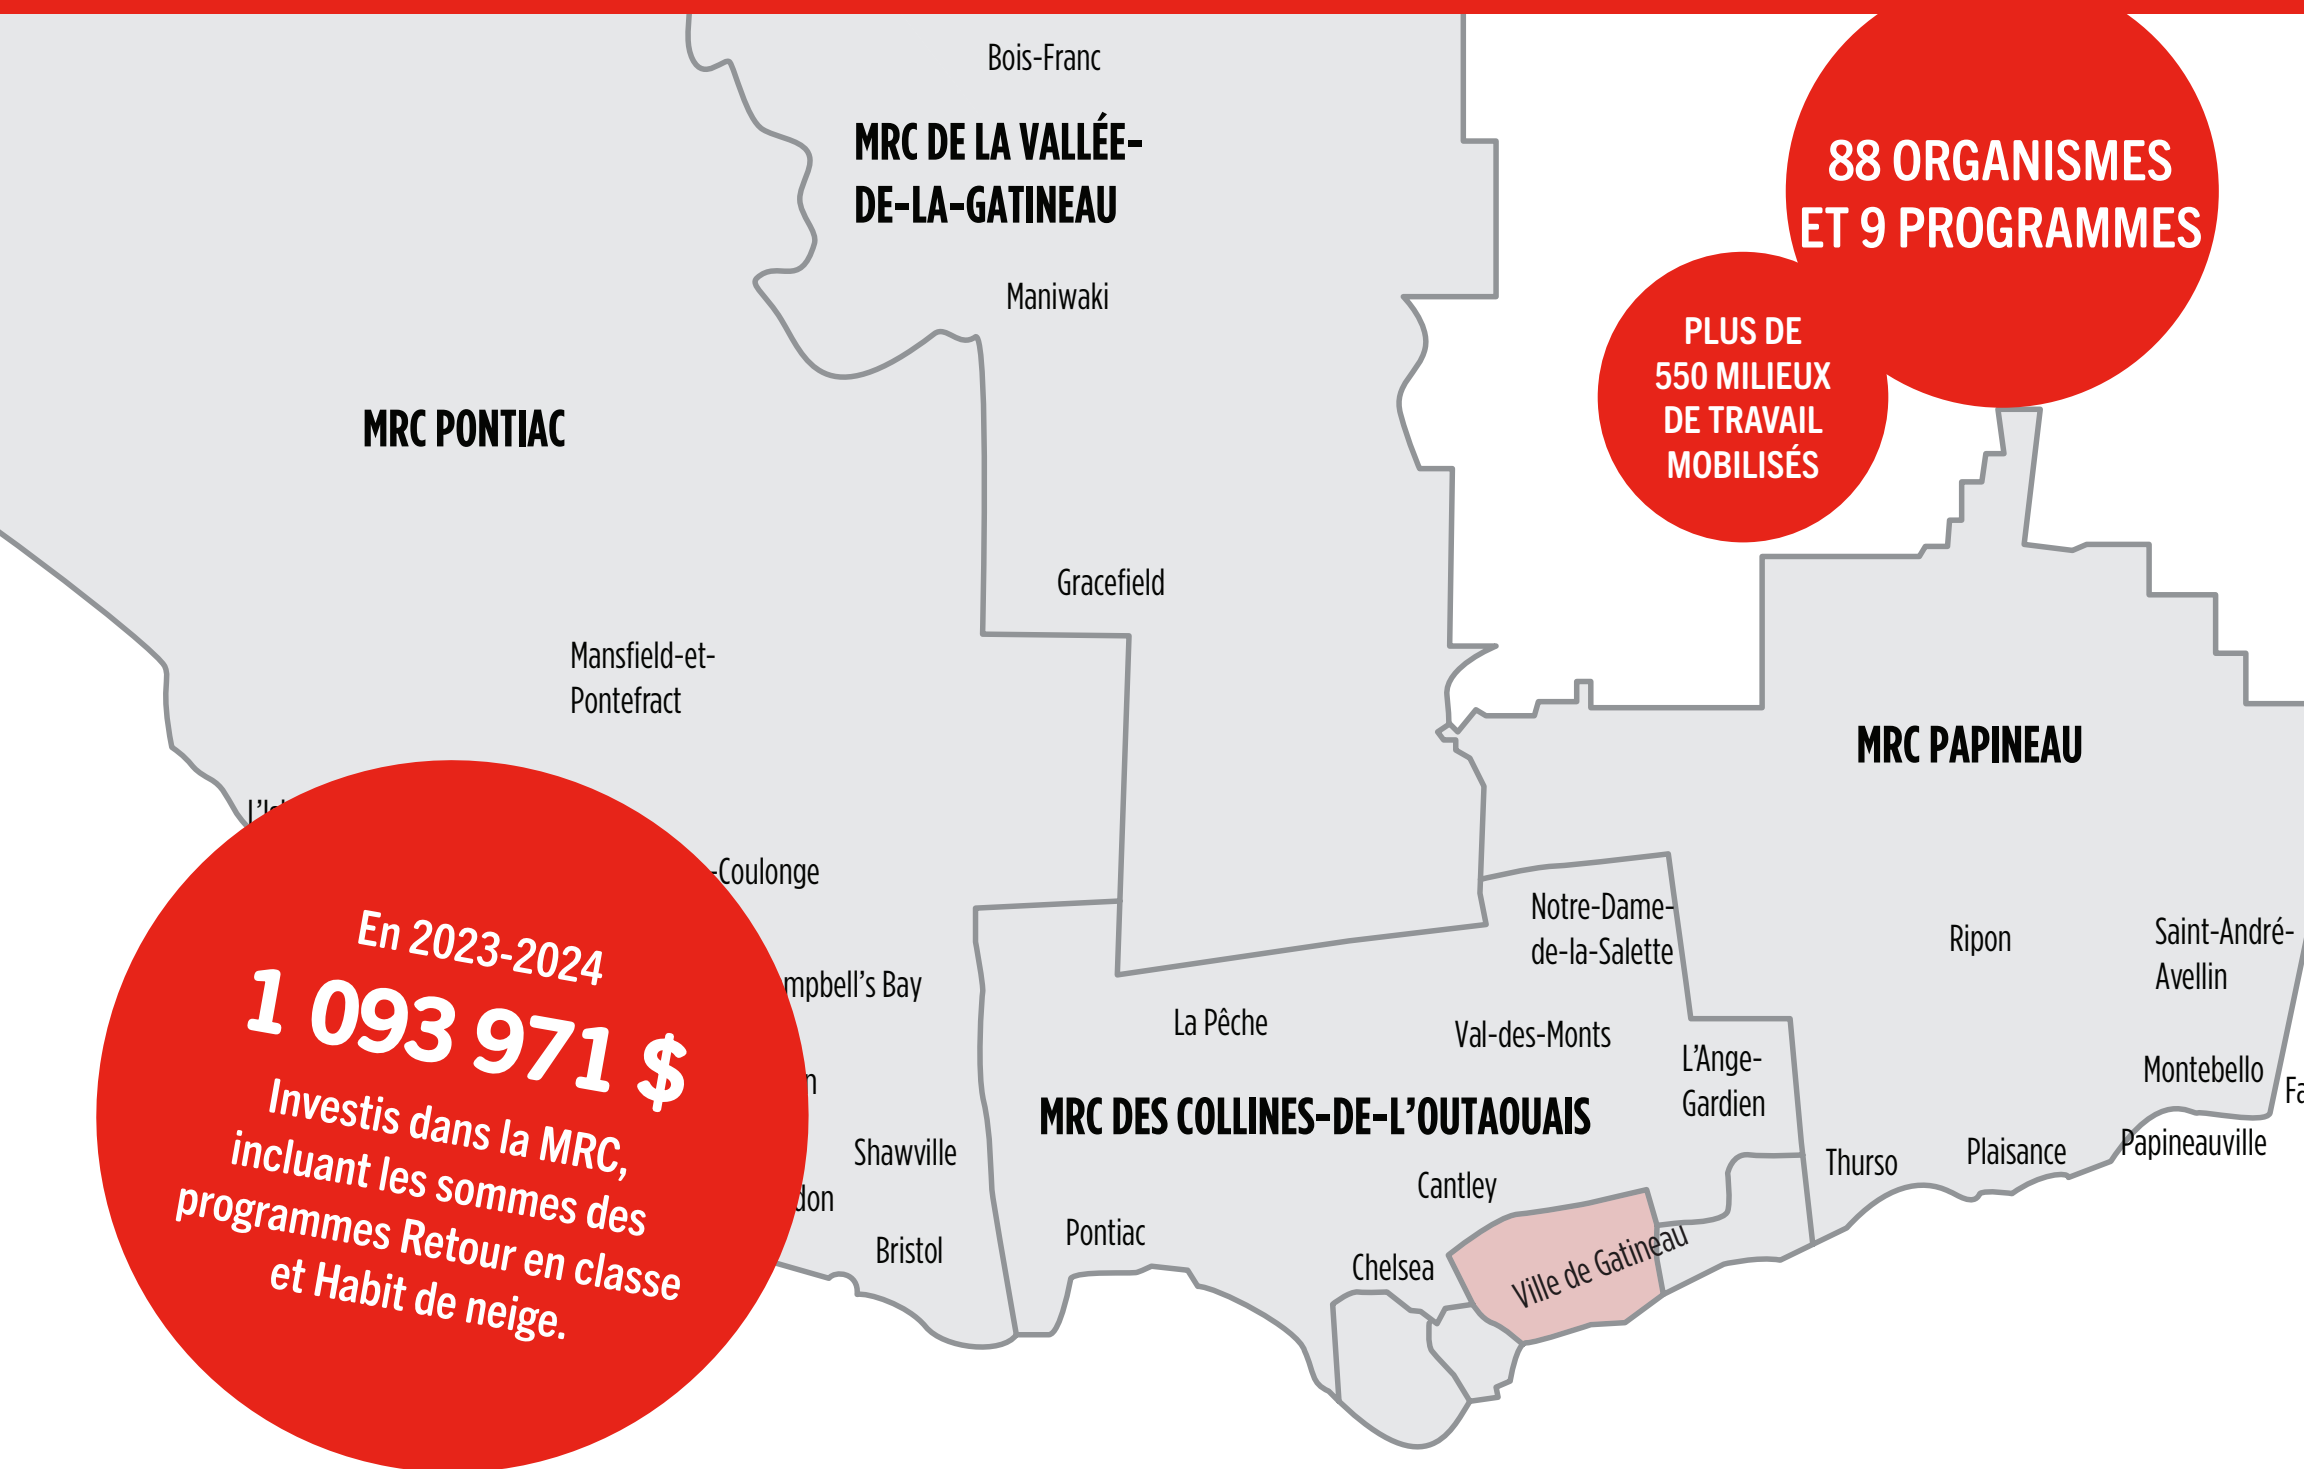 Bois-Franc
MRC DE LA VALLÉE-
DE-LA-GATINEAU
Maniwaki
88 ORGANISMES
ET 9 PROGRAMMES
PLUS DE
550 MILIEUX
DE TRAVAIL
MOBILISÉS
MRC PONTIAC
Gracefield
Mansfield-et-
Pontefract
MRC PAPINEAU
-Coulonge
Notre-Dame-
de-la-Salette
Ripon
Saint-André-
Avellin
mpbell's Bay
La Pêche
Val-des-Monts
L'Ange-
Gardien
Montebello
MRC DES COLLINES-DE-L'OUTAOUAIS
Shawville
Thurso
Plaisance
Papineauville
Cantley
don
Pontiac
Bristol
Chelsea
Ville de Gatineau
En 2023-2024
1 093 971 $
Investis dans la MRC,
incluant les sommes des
programmes Retour en classe
et Habit de neige.